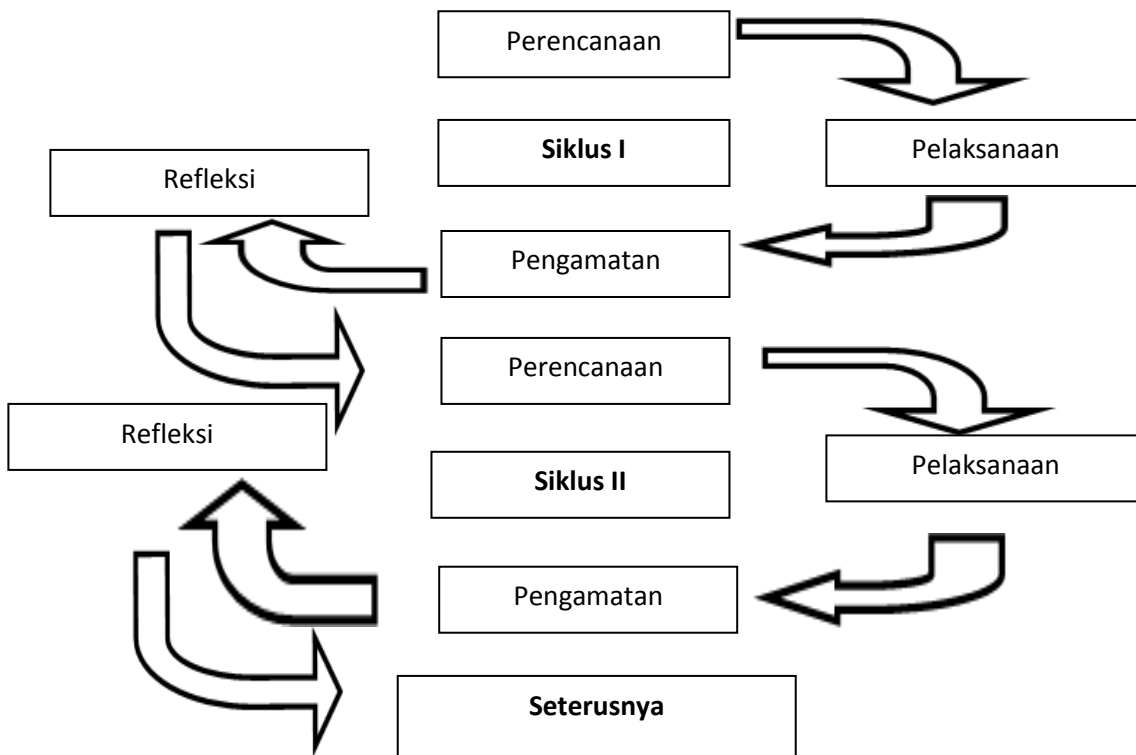 Perencanaan
Siklus I
Pelaksanaan
Refleksi
Pengamatan
Perencanaan
Refleksi
Siklus II
Pelaksanaan
Pengamatan
Seterusnya